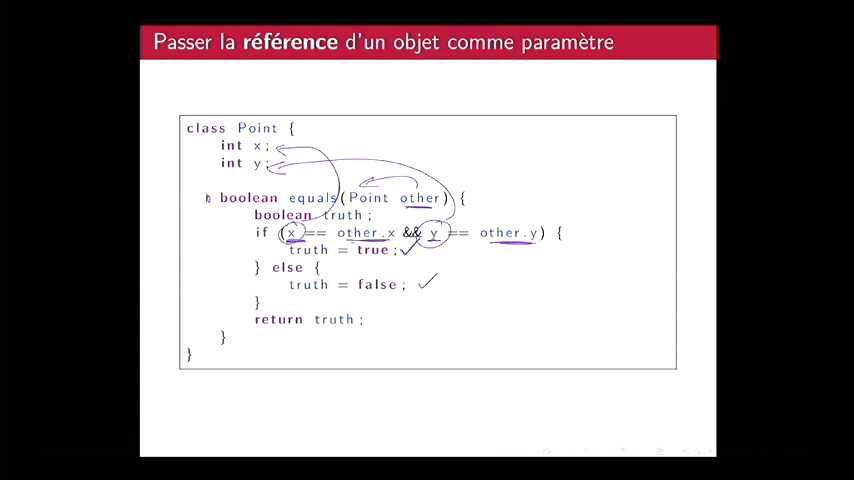 Passer la référence d'un objet comme paramètre
class Point {
int x;
int y;
boolean equals(Point other) {
boolean truth;
if (x == other.x && y == other.y) {
truth = true;
} else {
truth = false;
}
return truth;
}
}